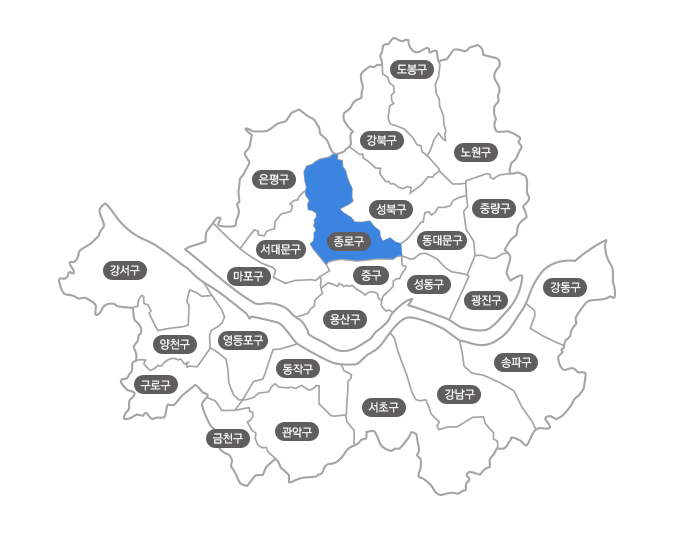 도봉구
강북구
노원구
은평구
성북구
중랑구
종로구
동대문구
서대문구
강서구
마포구
중구
성동구
강동구
광진구
용산구
양천구
영등포구
송파구
동작구
구로구
강남구
서초구
관악구
금천구